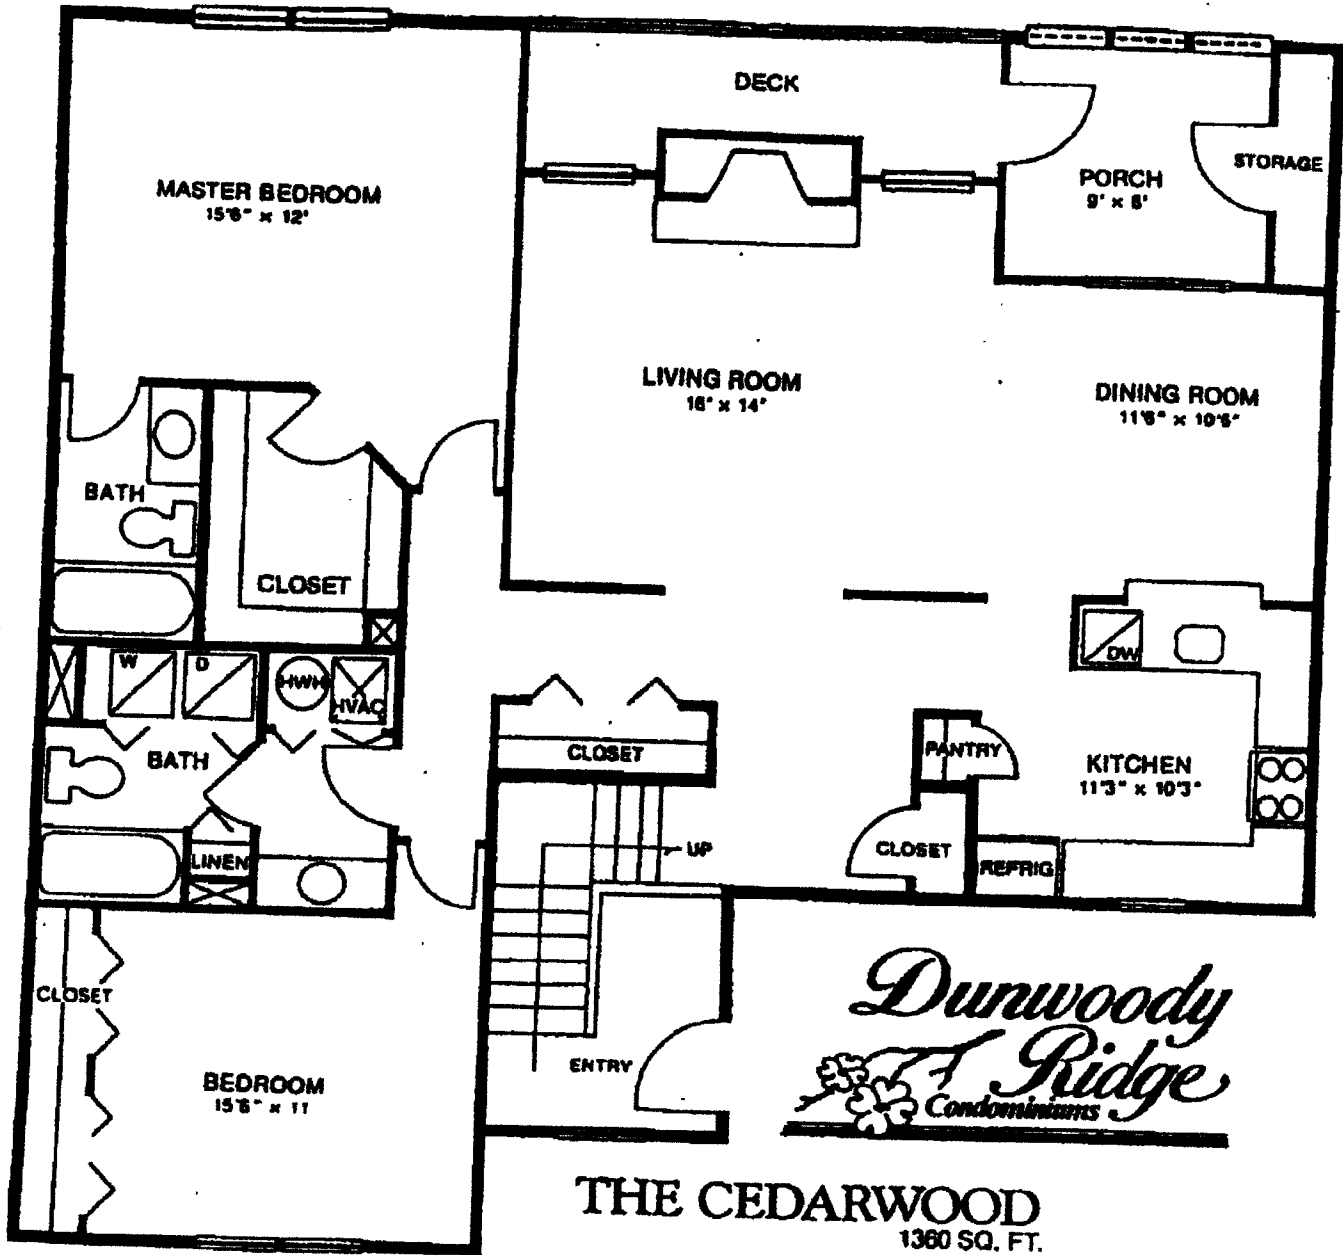 DECK
MASTER BEDROOM
15'6" x 12'
PORCH
9' x 6'
STORAGE
LIVING ROOM
16" x 14"
DINING ROOM
11'6" x 10'6"
BATH
CLOSET
W
D
HWH
HVAC
DW
BATH
CLOSET
PANTRY
KITCHEN
11'3" x 10'3"
UP
CLOSET
LINEN
REFRIG
CLOSET
ENTRY
BEDROOM
15'6" x 11
Dunwoody
Ridge
Condominiums
THE CEDARWOOD
1360 SQ. FT.